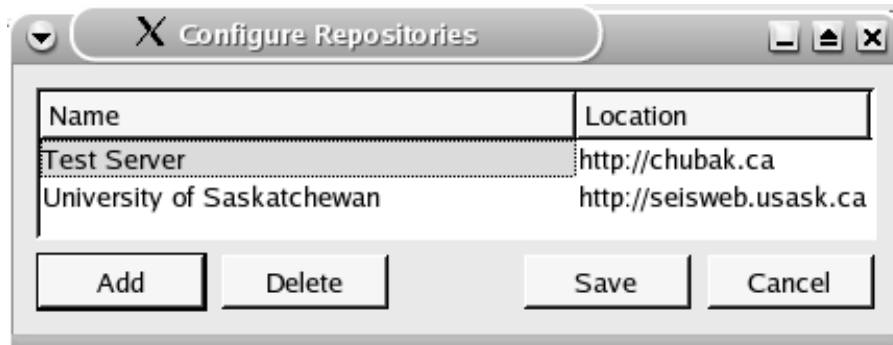 Configure Repositories
Name Location
Test Server http://chubak.ca
University of Saskatchewan http://seisweb.usask.ca
Add Delete Save Cancel